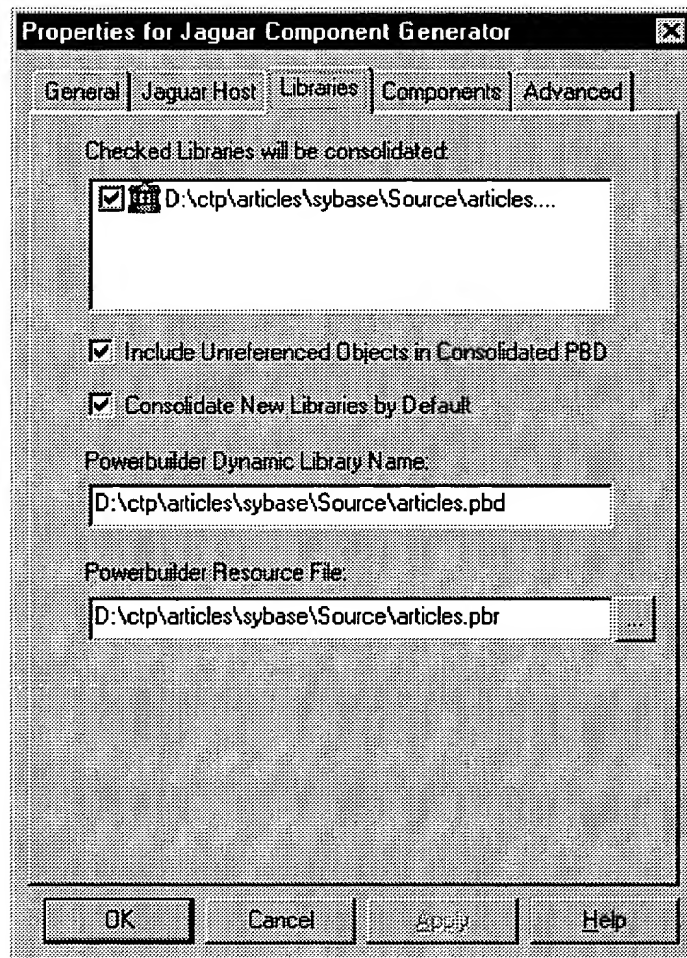 Properties for Jaguar Component Generator
General Jaguar Host Libraries Components Advanced
Checked Libraries will be consolidated:
D:\ctp\articles\sybase\Source\articles....
Include Unreferenced Objects in Consolidated PBD
Consolidate New Libraries by Default
Powerbuilder Dynamic Library Name:
D:\ctp\articles\sybase\Source\articles.pbd
Powerbuilder Resource File:
D:\ctp\articles\sybase\Source\articles.pbr
...
OK Cancel Apply Help